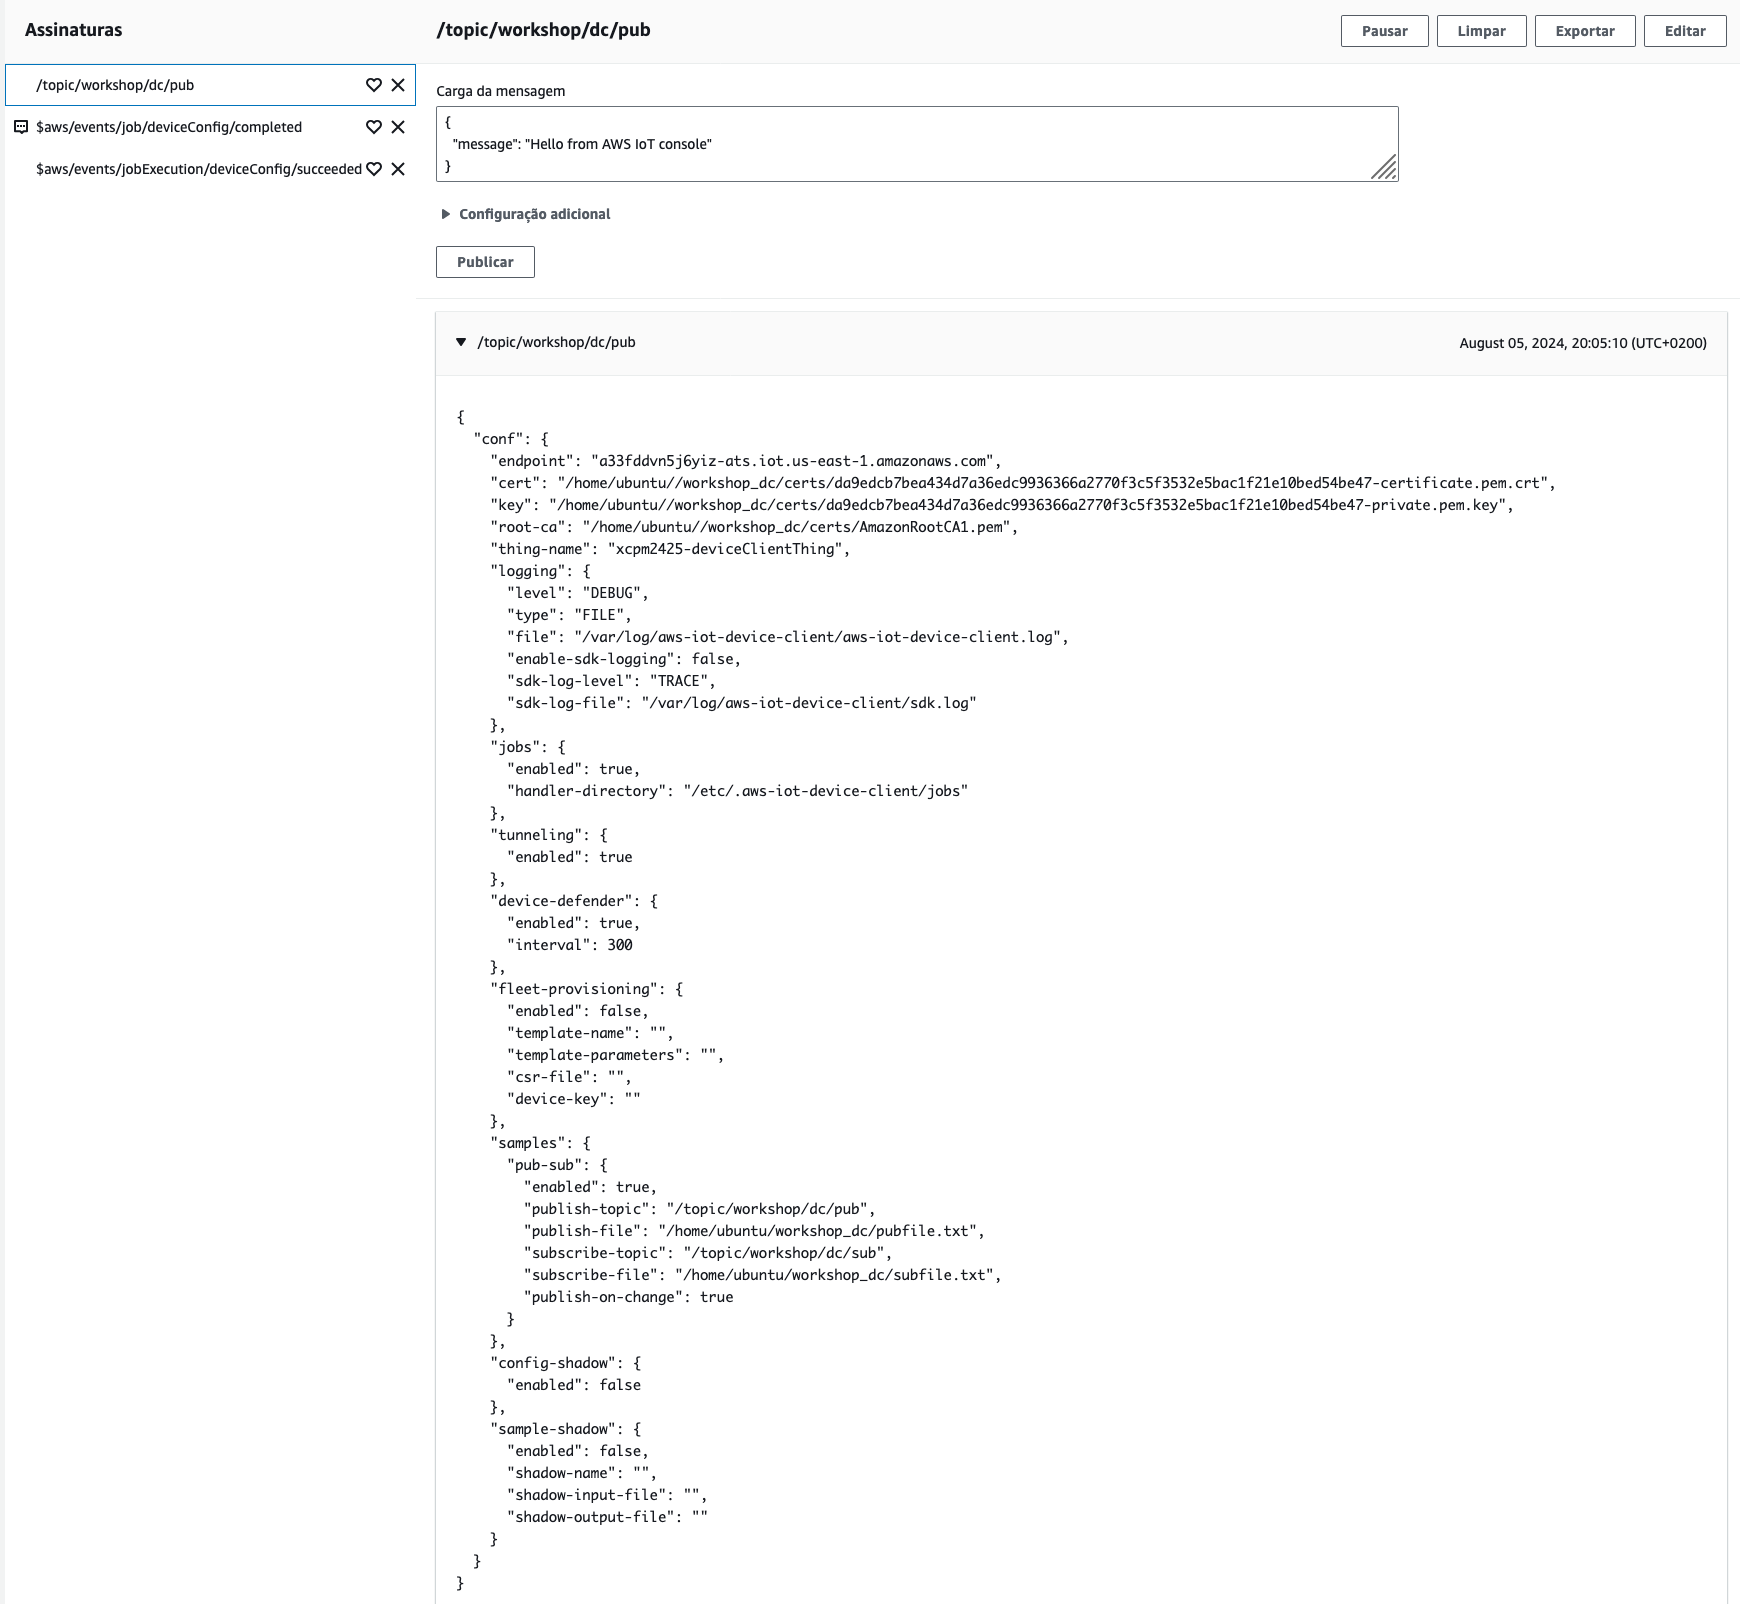 Assinaturas
/topic/workshop/dc/pub
$aws/events/job/deviceConfig/completed
$aws/events/jobExecution/deviceConfig/succeeded
/topic/workshop/dc/pub
Pausar
Limpar
Exportar
Editar
Carga da mensagem
{
"message": "Hello from AWS IoT console"
}
Configuração adicional
Publicar
/topic/workshop/dc/pub
August 05, 2024, 20:05:10 (UTC+0200)
{
"conf": {
"endpoint": "a33fddvn5j6yiz-ats.iot.us-east-1.amazonaws.com",
"cert": "/home/ubuntu//workshop_dc/certs/da9edcb7bea434d7a36edc9936366a2770f3c5f3532e5bac1f21e10bed54be47-certificate.pem.crt",
"key": "/home/ubuntu//workshop_dc/certs/da9edcb7bea434d7a36edc9936366a2770f3c5f3532e5bac1f21e10bed54be47-private.pem.key",
"root-ca": "/home/ubuntu//workshop_dc/certs/AmazonRootCA1.pem",
"thing-name": "xcpm2425-deviceClientThing",
"logging": {
"level": "DEBUG",
"type": "FILE",
"file": "/var/log/aws-iot-device-client/aws-iot-device-client.log",
"enable-sdk-logging": false,
"sdk-log-level": "TRACE",
"sdk-log-file": "/var/log/aws-iot-device-client/sdk.log"
},
"jobs": {
"enabled": true,
"handler-directory": "/etc/.aws-iot-device-client/jobs"
},
"tunneling": {
"enabled": true
},
"device-defender": {
"enabled": true,
"interval": 300
},
"fleet-provisioning": {
"enabled": false,
"template-name": "",
"template-parameters": "",
"csr-file": "",
"device-key": ""
},
"samples": {
"pub-sub": {
"enabled": true,
"publish-topic": "/topic/workshop/dc/pub",
"publish-file": "/home/ubuntu/workshop_dc/pubfile.txt",
"subscribe-topic": "/topic/workshop/dc/sub",
"subscribe-file": "/home/ubuntu/workshop_dc/subfile.txt",
"publish-on-change": true
}
},
"config-shadow": {
"enabled": false
},
"sample-shadow": {
"enabled": false,
"shadow-name": "",
"shadow-input-file": "",
"shadow-output-file": ""
}
}
}